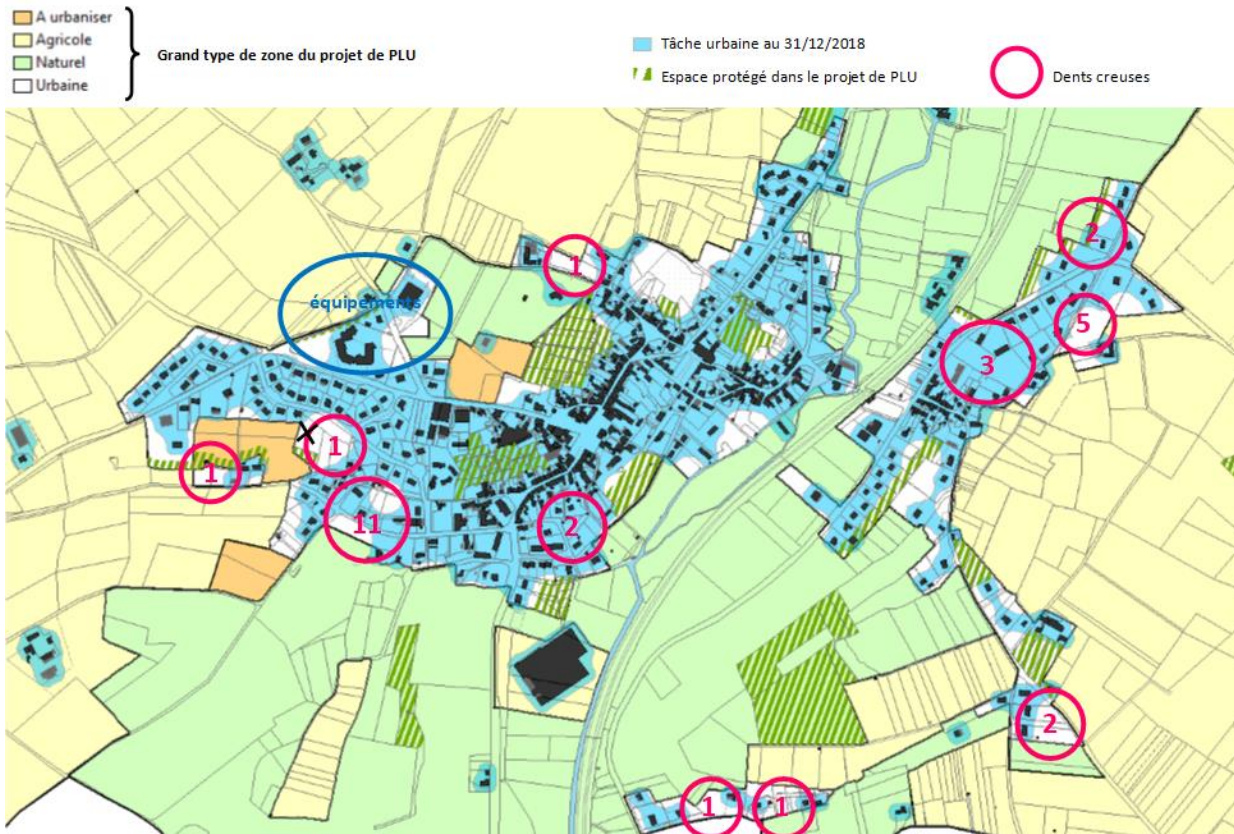 A urbaniser
Agricole
Naturel
Urbaine
Grand type de zone du projet de PLU
Tâche urbaine au 31/12/2018
Espace protégé dans le projet de PLU
Dents creuses
2
1
équipements
5
3
1
1
11
2
2
1
1